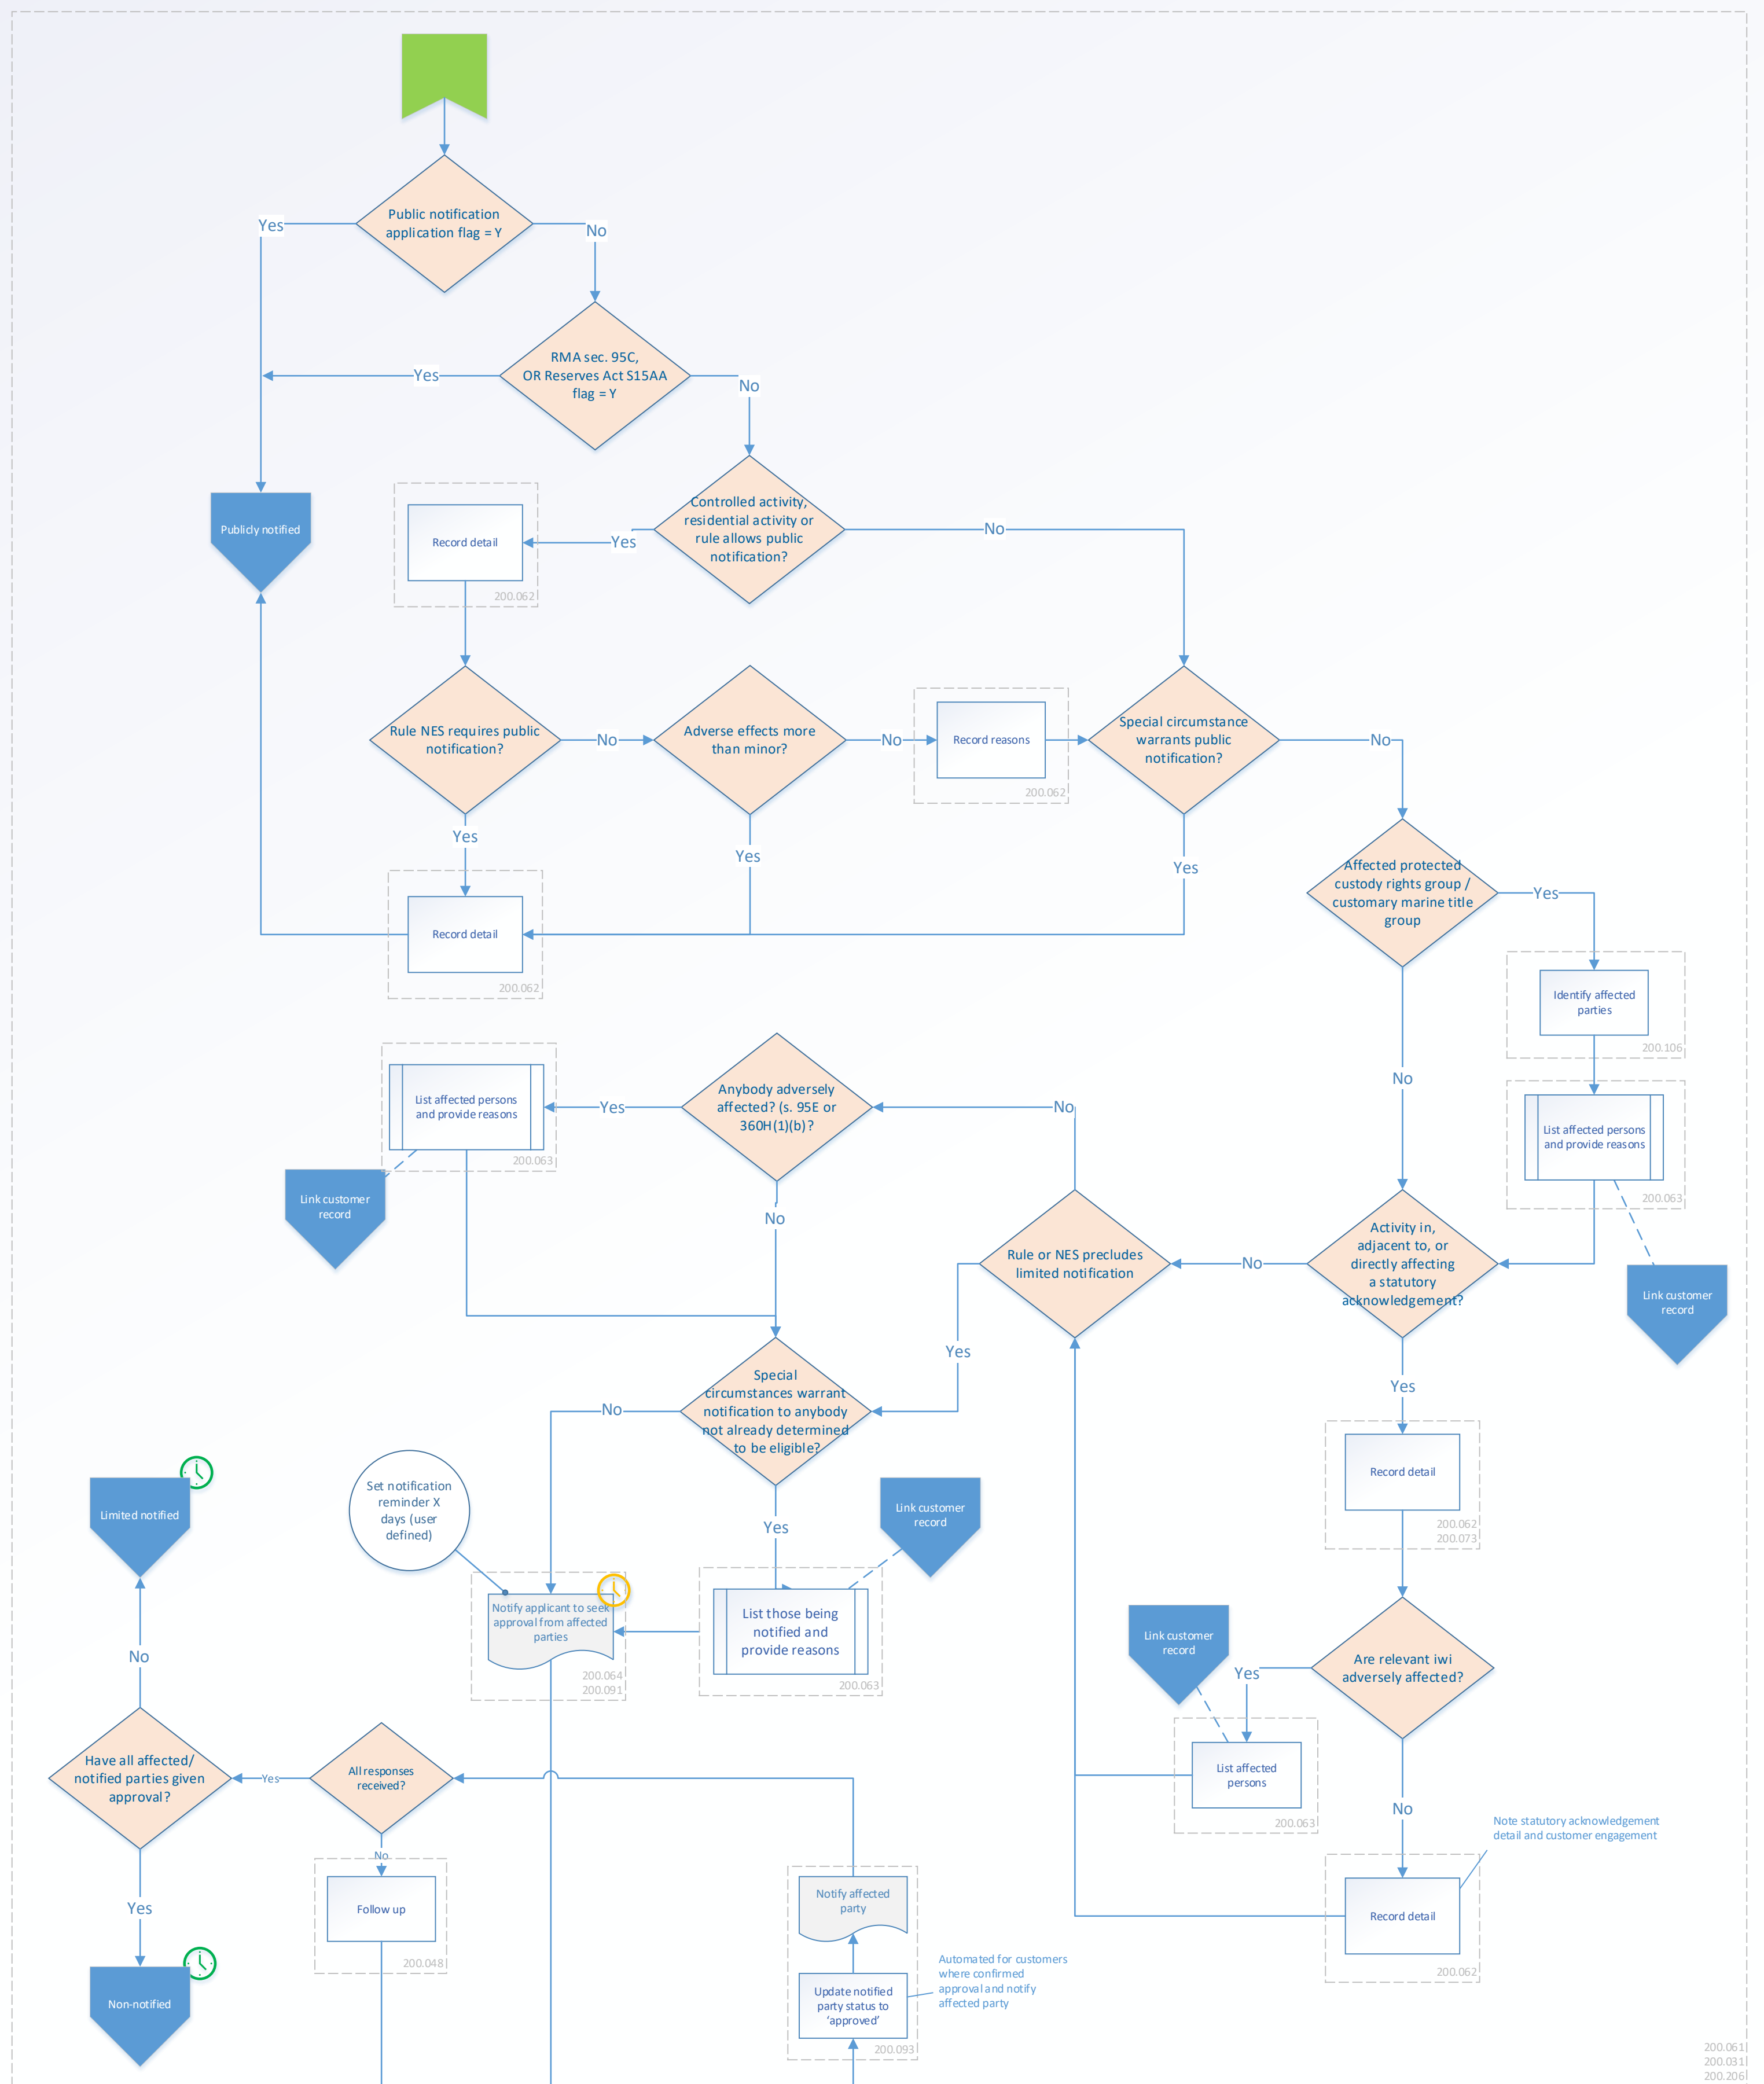 Public notification
application flag = Y
Yes
No
RMA sec. 95C,
OR Reserves Act S15AA
flag = Y
Yes
No
Publicly notified
Record detail
200.062
Yes
Controlled activity,
residential activity or
rule allows public
notification?
No
Rule NES requires public
notification?
No
Adverse effects more
than minor?
No
Record reasons
200.062
Special circumstance
warrants public
notification?
No
Yes
Yes
Yes
Record detail
200.062
Affected protected
custody rights group /
customary marine title
group
Yes
No
Identify affected
parties
200.106
List affected persons
and provide reasons
200.063
Link customer
record
List affected persons
and provide reasons
200.063
Link customer
record
Yes
Anybody adversely
affected? (s. 95E or
360H(1)(b)?
No
No
Rule or NES precludes
limited notification
No
Activity in,
adjacent to, or
directly affecting
a statutory
acknowledgement?
Yes
Yes
Special
circumstances warrant
notification to anybody
not already determined
to be eligible?
No
Yes
Record detail
200.062
200.073
Limited notified
Set notification
reminder X
days (user
defined)
Link customer
record
Notify applicant to seek
approval from affected
parties
200.064
200.091
List those being
notified and
provide reasons
200.063
Link customer
record
Yes
Are relevant iwi
adversely affected?
No
List affected
persons
200.063
No
Have all affected/
notified parties given
approval?
Yes
All responses
received?
No
Yes
Follow up
200.048
Non-notified
Notify affected
party
Update notified
party status to
‘approved’
200.093
Automated for customers
where confirmed
approval and notify
affected party
Note statutory acknowledgement
detail and customer engagement
Record detail
200.062
200.061
200.031
200.206